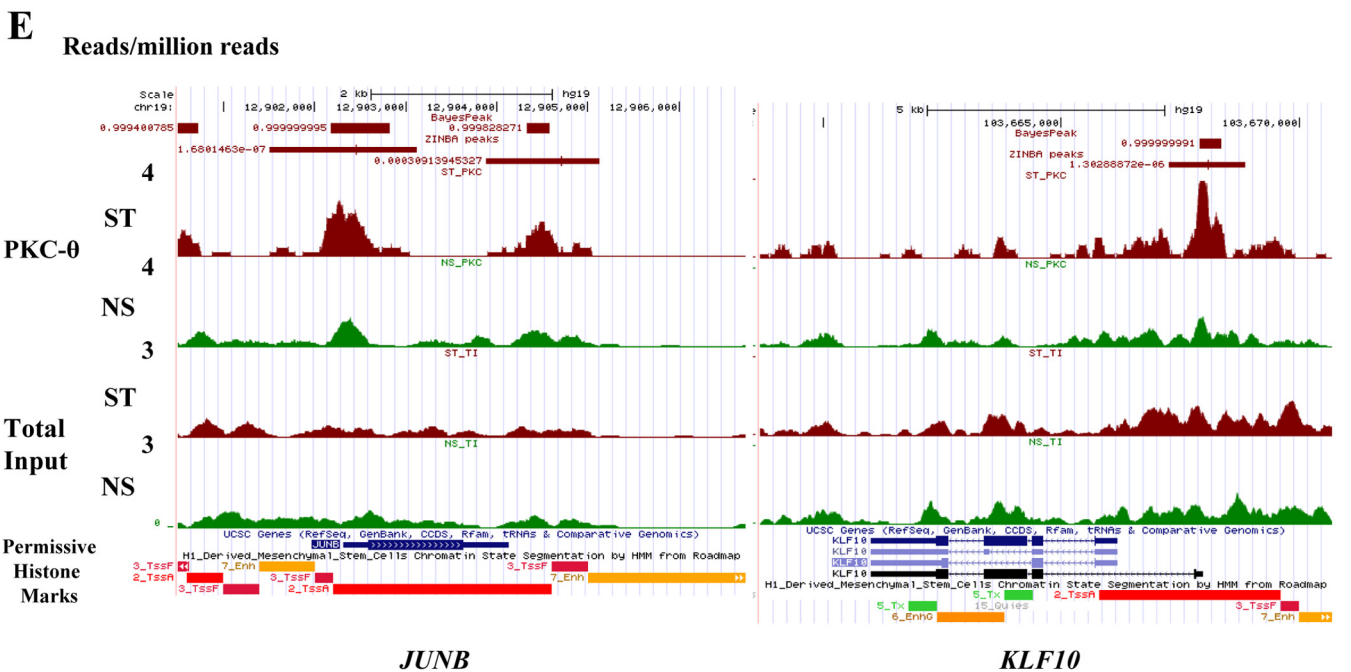 E
Reads/million reads
Scale 2 kb hg19
chr19: 12,902,000 12,903,000 12,904,000 12,905,000 12,906,000
BayesPeak
0.999400785 0.999999995 0.999828271
ZINBA peaks
1.6801463e-07
0.00030913945327
ST_PKC
4
ST
PKC-θ
NS_PKC
4
NS
ST_TI
3
ST
Total
Input
NS_TI
3
NS
0
UCSC Genes (RefSeq, GenBank, CCDS, Rfam, tRNAs & Comparative Genomics)
JUNB
H1_Derived_Mesenchymal_Stem_Cells Chromatin State Segmentation by HMM from Roadmap
Permissive
Histone
Marks
3_TssF 7_Enh 3_TssF
2_TssA 3_TssF 7_Enh
3_TssF 2_TssA
JUNB
5 kb hg19
103,665,000 103,670,000
BayesPeak
0.999999991
ZINBA peaks
1.30288872e-06
ST_PKC
NS_PKC
ST_TI
NS_TI
UCSC Genes (RefSeq, GenBank, CCDS, Rfam, tRNAs & Comparative Genomics)
KLF10
KLF10
KLF10
KLF10
H1_Derived_Mesenchymal_Stem_Cells Chromatin State Segmentation by HMM from Roadmap
5_Tx 5_Tx 2_TssA
15_Quies 3_TssF
6_EnhG 7_Enh
KLF10